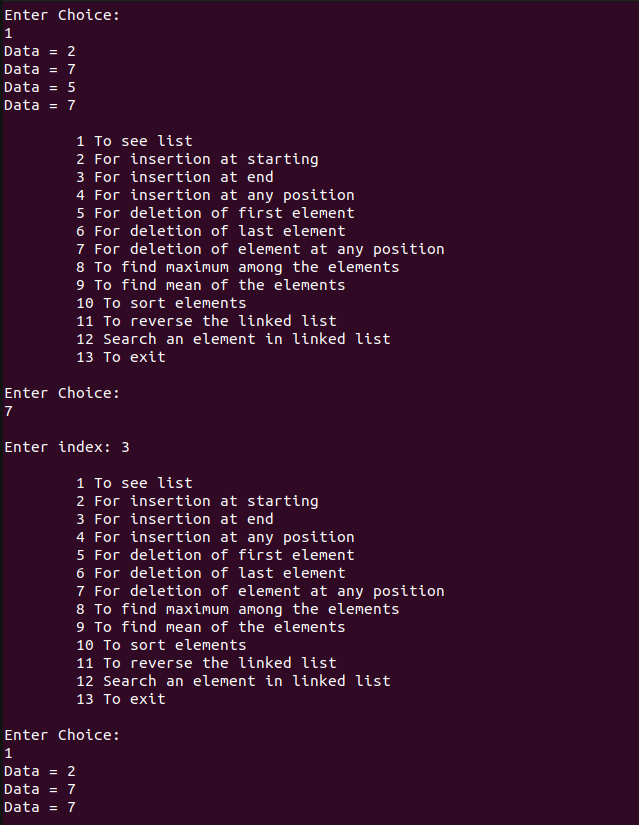 Enter Choice:
1
Data = 2
Data = 7
Data = 5
Data = 7
1 To see list
2 For insertion at starting
3 For insertion at end
4 For insertion at any position
5 For deletion of first element
6 For deletion of last element
7 For deletion of element at any position
8 To find maximum among the elements
9 To find mean of the elements
10 To sort elements
11 To reverse the linked list
12 Search an element in linked list
13 To exit
Enter Choice:
7
Enter index: 3
1 To see list
2 For insertion at starting
3 For insertion at end
4 For insertion at any position
5 For deletion of first element
6 For deletion of last element
7 For deletion of element at any position
8 To find maximum among the elements
9 To find mean of the elements
10 To sort elements
11 To reverse the linked list
12 Search an element in linked list
13 To exit
Enter Choice:
1
Data = 2
Data = 7
Data = 7